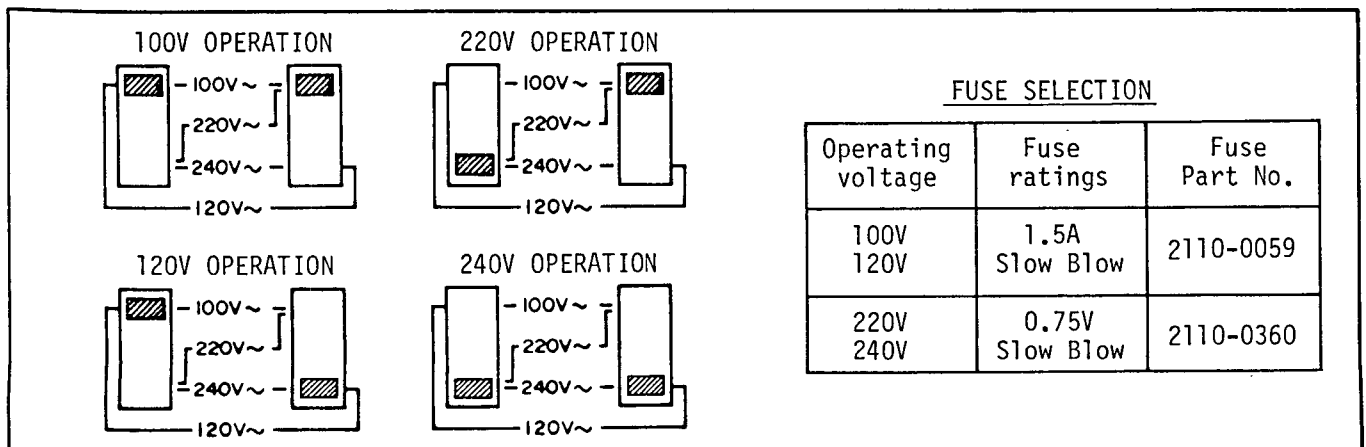 100V OPERATION
– 100V ~ –
220V ~
– 240V ~ –
120V ~
220V OPERATION
– 100V ~ –
220V ~
– 240V ~ –
120V ~
120V OPERATION
– 100V ~ –
220V ~
– 240V ~ –
120V ~
240V OPERATION
– 100V ~ –
220V ~
– 240V ~ –
120V ~
FUSE SELECTION
Operating voltage | Fuse ratings | Fuse Part No.
100V 120V | 1.5A Slow Blow | 2110-0059
220V 240V | 0.75V Slow Blow | 2110-0360